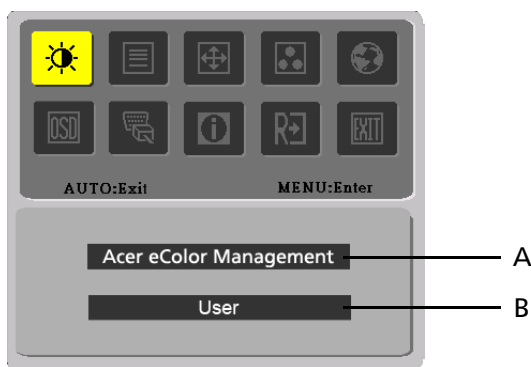 OSD
i
R
EXIT
AUTO:Exit MENU:Enter
Acer eColor Management
A
User
B